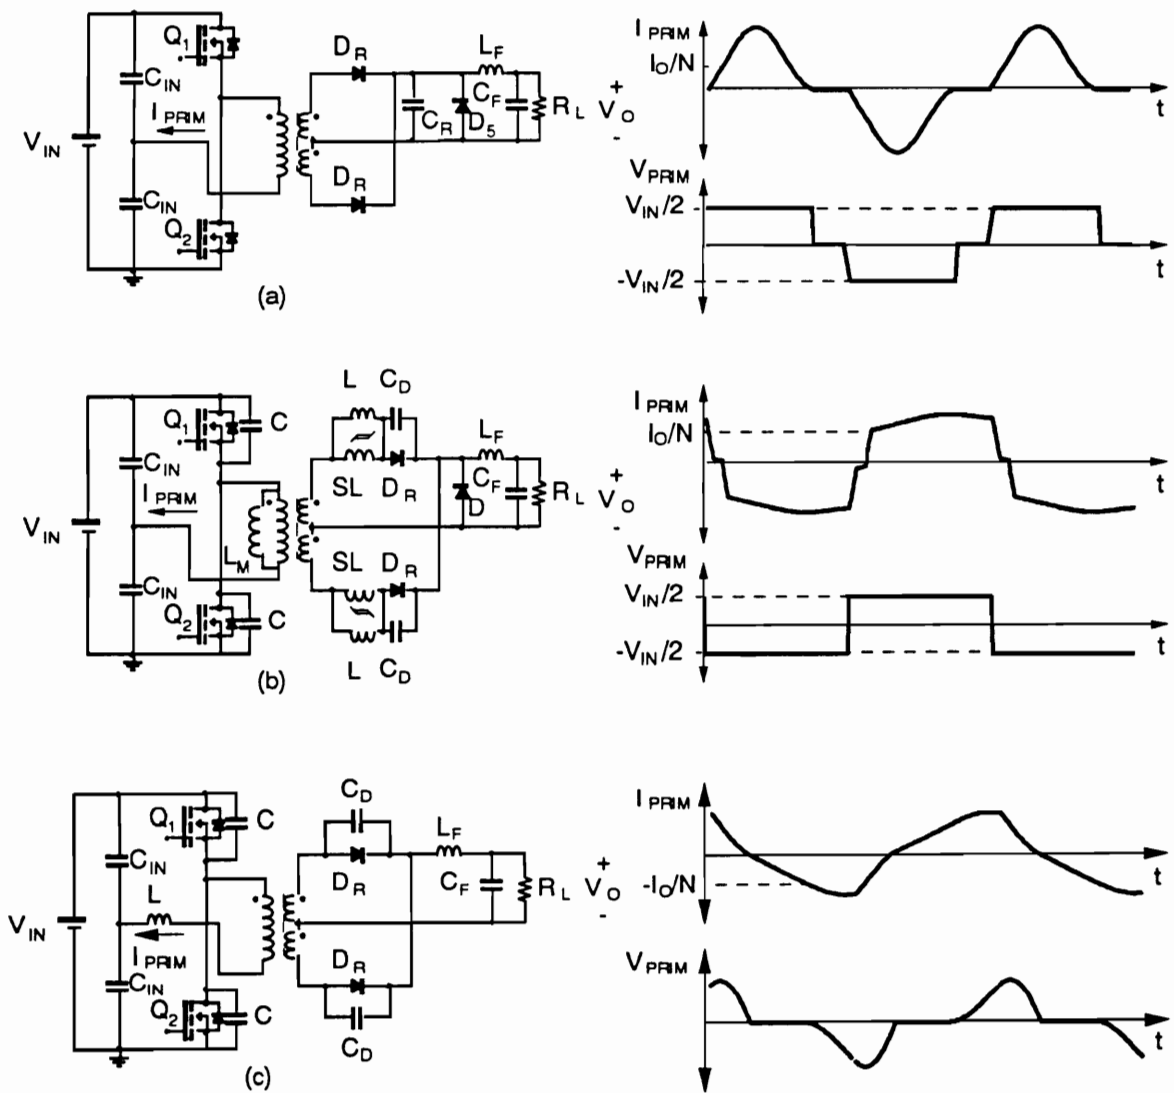 Q1
CIN
IPRIM
VIN
CIN
Q2
DR
LF
CR
D5
CF
RL
+
VO
-
DR
(a)
IPRIM
IO/N
t
VPRIM
VIN/2
-VIN/2
t
Q1
C
CIN
IPRIM
VIN
LM
CIN
Q2
C
L CD
SL DR
LF
D
CF
RL
+
VO
-
SL DR
L CD
(b)
IPRIM
IO/N
t
VPRIM
VIN/2
-VIN/2
t
Q1
C
CIN
L
VIN
IPRIM
CIN
Q2
C
CD
DR
LF
CF
RL
+
VO
-
DR
CD
(c)
IPRIM
-IO/N
t
VPRIM
t